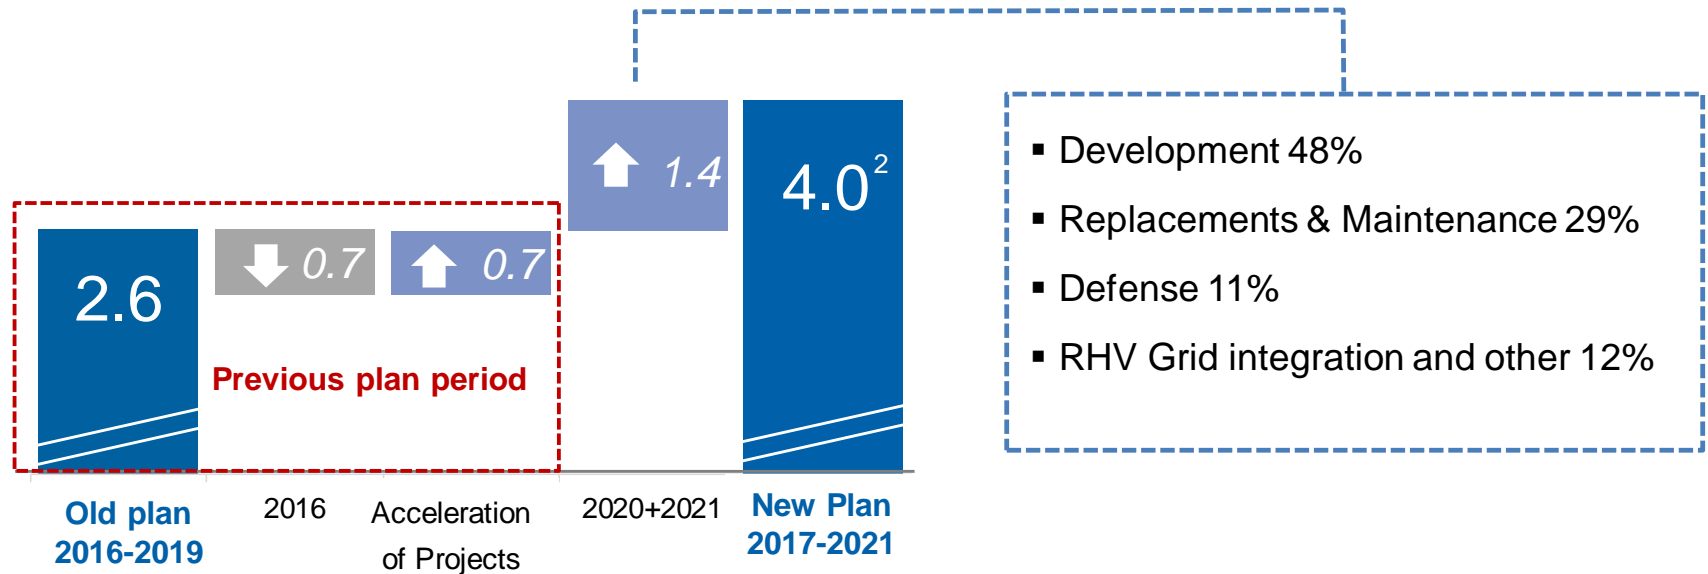 2.6
0.7
0.7
1.4
4.0²
Previous plan period
Old plan
2016-2019
2016
Acceleration
of Projects
2020+2021
New Plan
2017-2021
▪ Development 48%
▪ Replacements & Maintenance 29%
▪ Defense 11%
▪ RHV Grid integration and other 12%